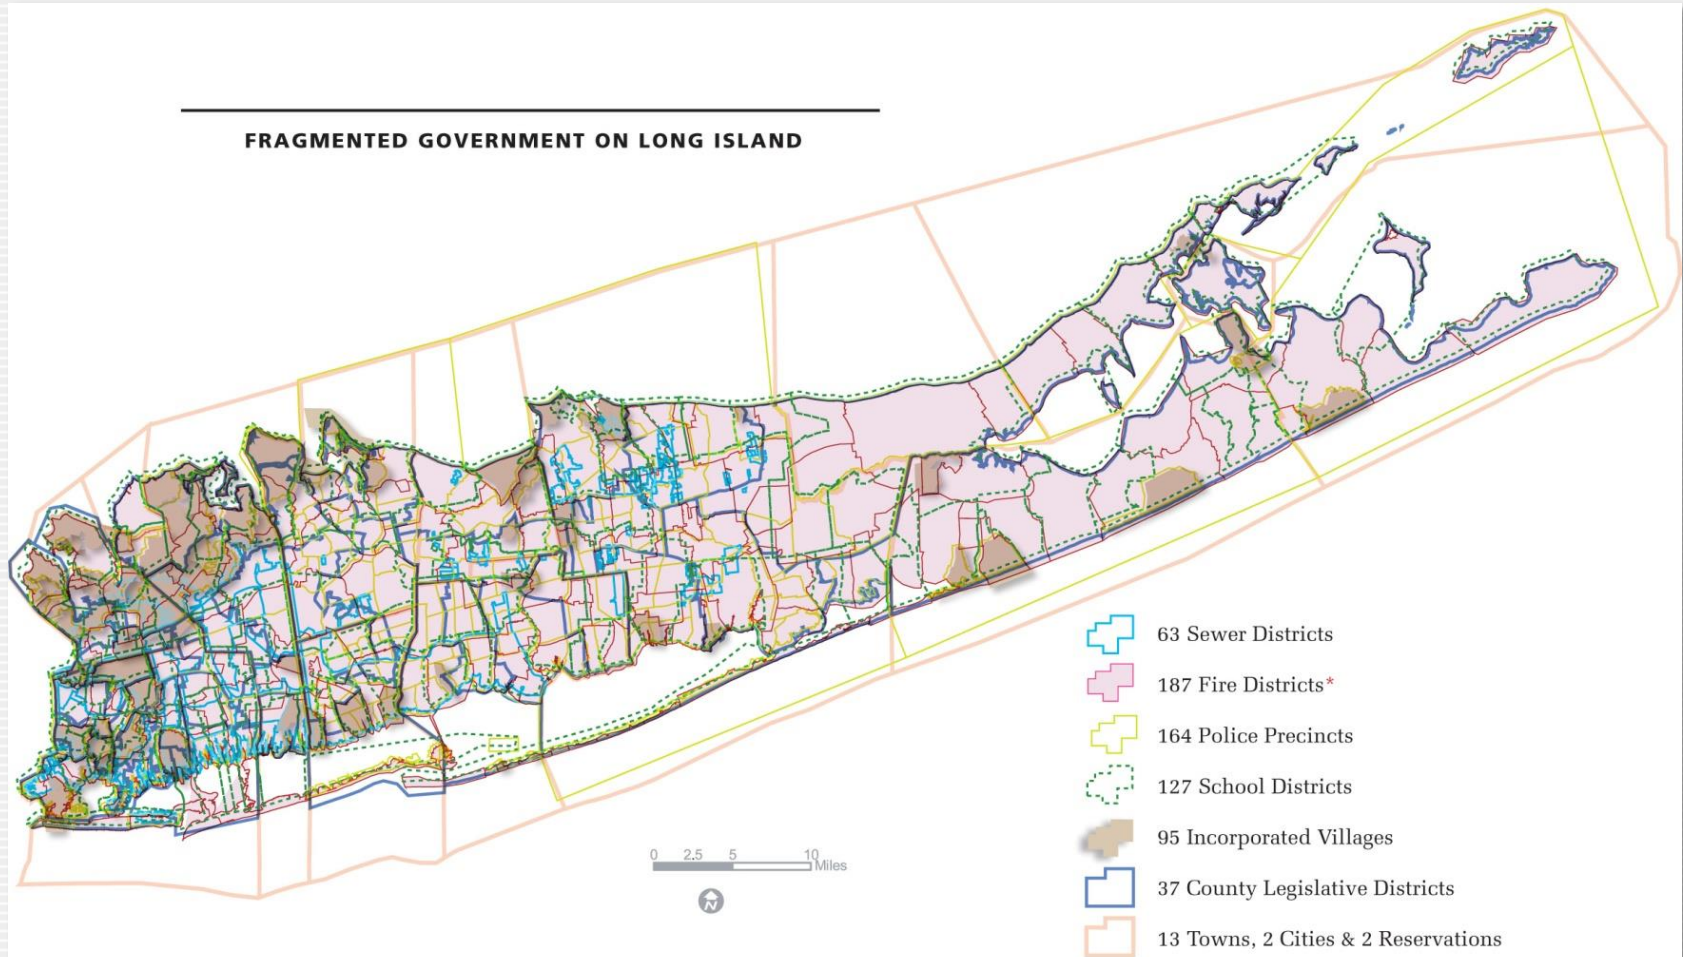 FRAGMENTED GOVERNMENT ON LONG ISLAND
63 Sewer Districts
187 Fire Districts*
164 Police Precincts
127 School Districts
95 Incorporated Villages
37 County Legislative Districts
13 Towns, 2 Cities & 2 Reservations
0 2.5 5 10
Miles
N